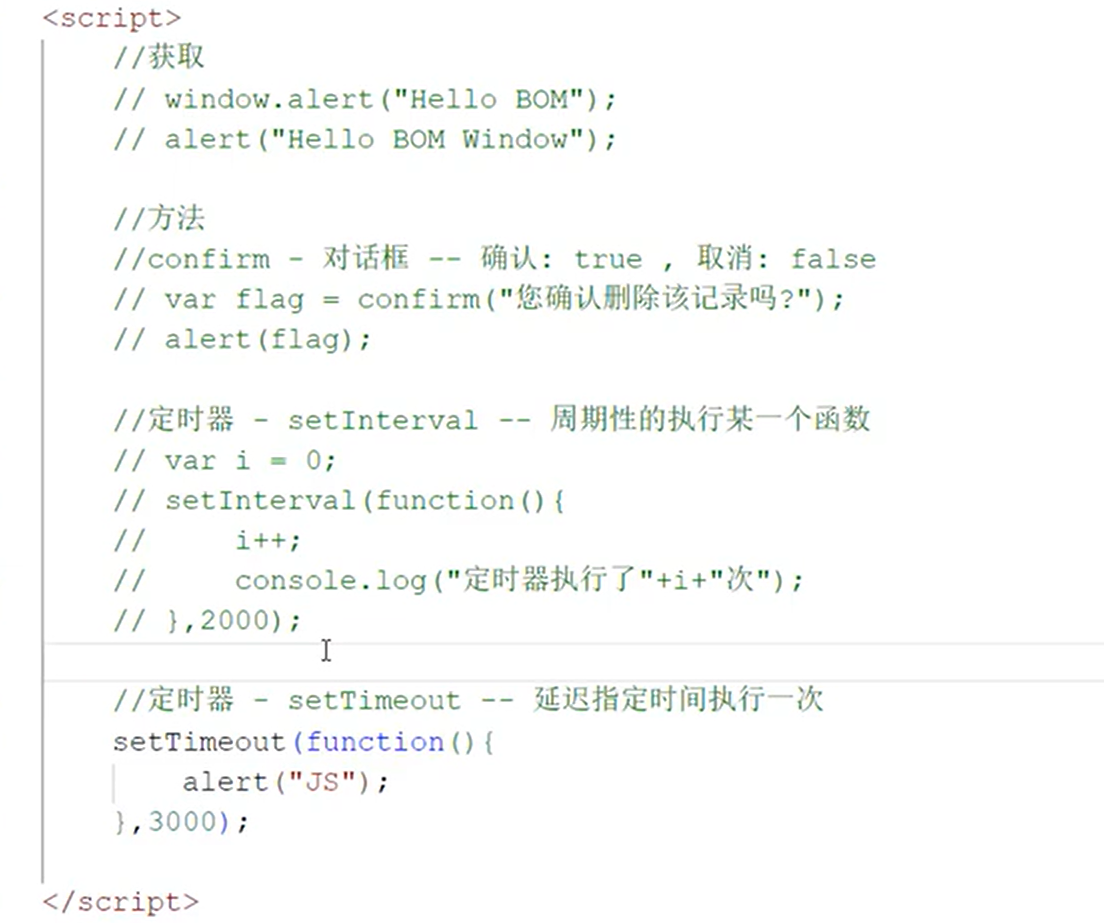 <script>
//获取
// window.alert("Hello BOM");
// alert("Hello BOM Window");
//方法
//confirm - 对话框 -- 确认: true , 取消: false
// var flag = confirm("您确认删除该记录吗?");
// alert(flag);
//定时器 - setInterval -- 周期性的执行某一个函数
// var i = 0;
// setInterval(function(){
//     i++;
//     console.log("定时器执行了"+i+"次");
// },2000);
//定时器 - setTimeout -- 延迟指定时间执行一次
setTimeout(function(){
    alert("JS");
},3000);
</script>